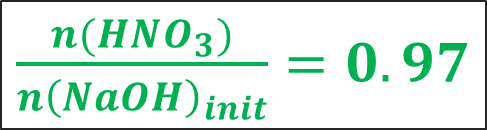 n(HNO₃)
n(NaOH)ᵢₙᵢₜ = 0.97